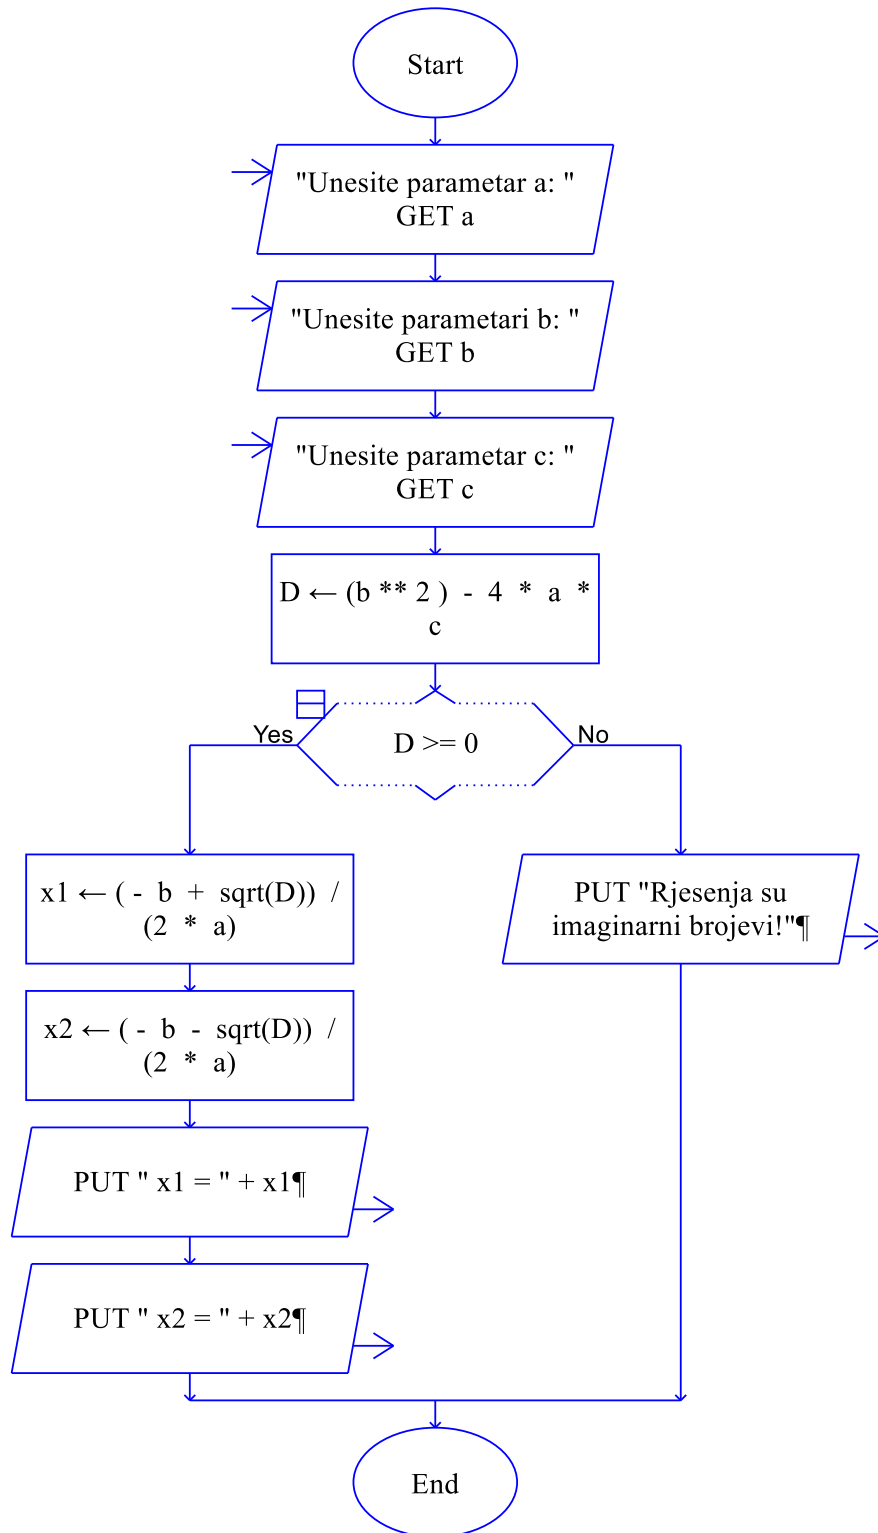 Start
"Unesite parametar a: "
GET a
"Unesite parametari b: "
GET b
"Unesite parametar c: "
GET c
D ← (b ** 2 ) - 4 * a *
c
Yes
D >= 0
No
x1 ← ( - b + sqrt(D)) /
(2 * a)
PUT "Rjesenja su
imaginarni brojevi!"¶
x2 ← ( - b - sqrt(D)) /
(2 * a)
PUT " x1 = " + x1¶
PUT " x2 = " + x2¶
End